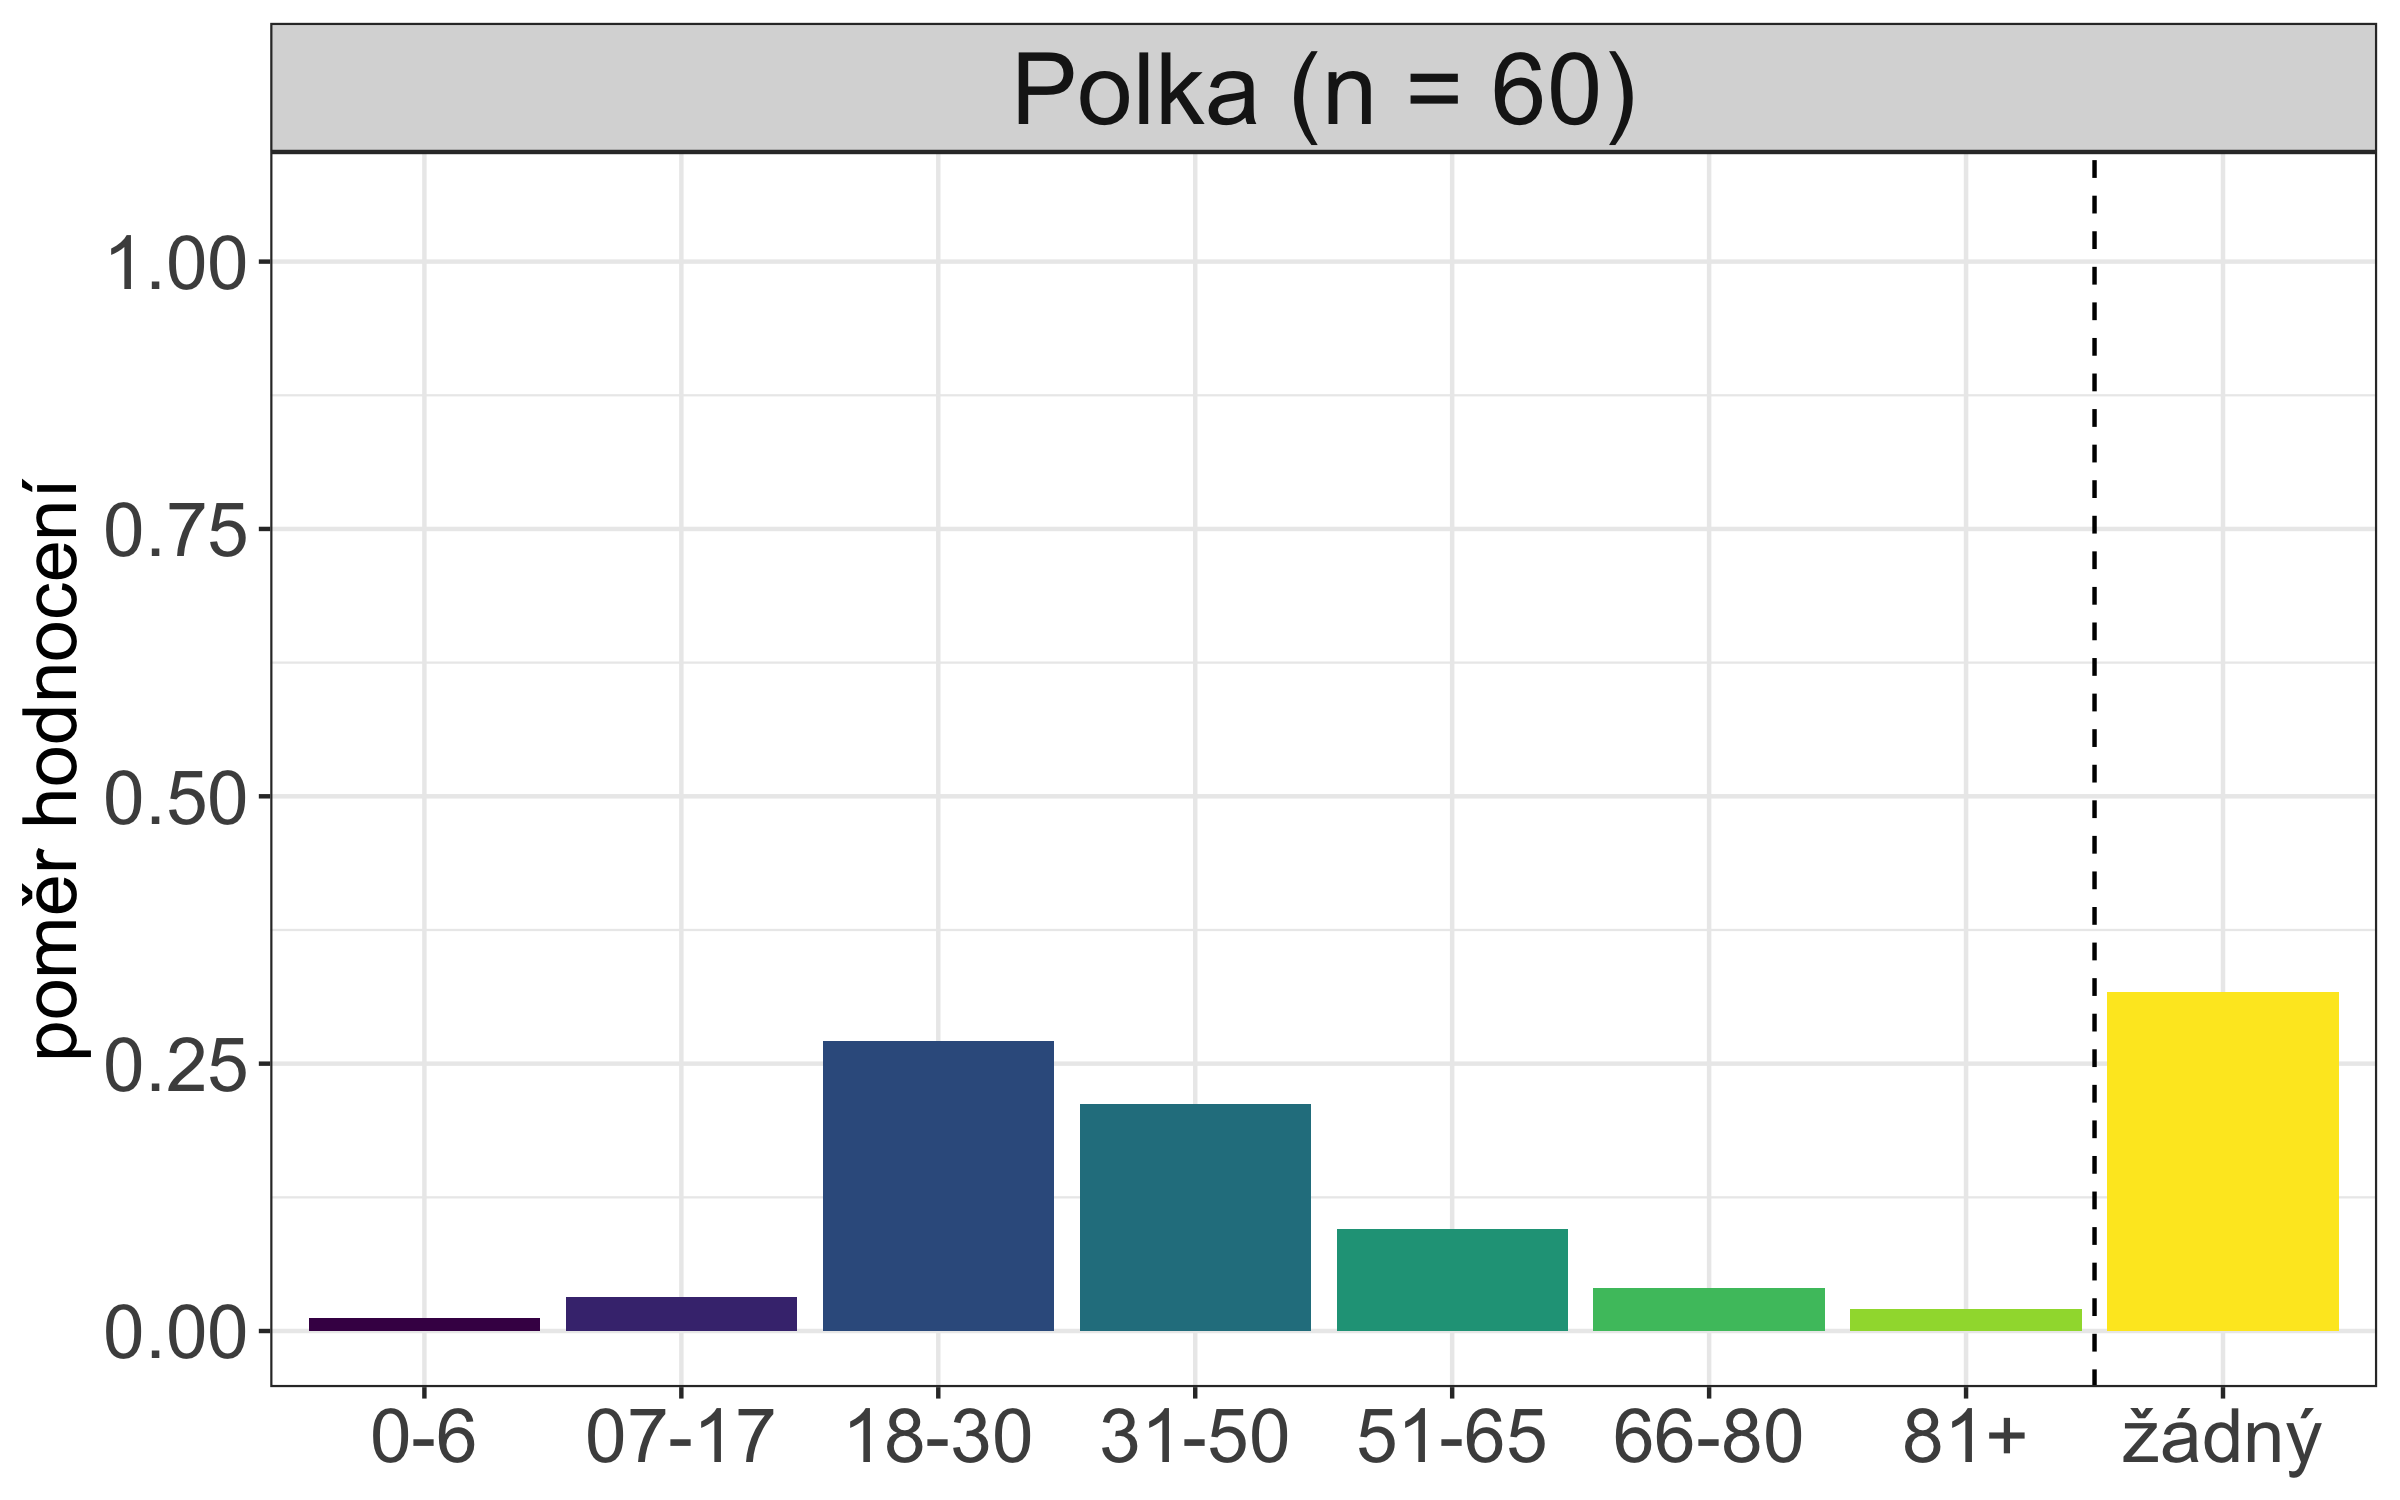 Polka (n = 60)
poměr hodnocení
1.00
0.75
0.50
0.25
0.00
0-6 07-17 18-30 31-50 51-65 66-80 81+ žádný